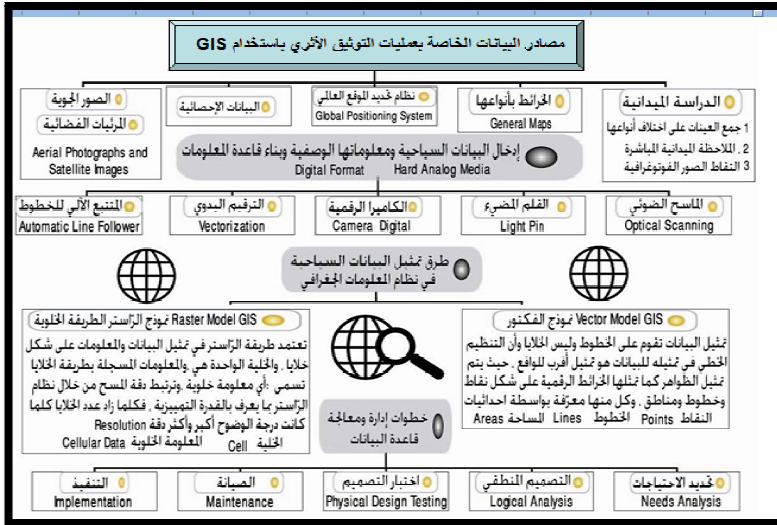 مصادر البيانات الخاصة بعمليات التوثيق الأثري باستخدام GIS
الدراسة الميدانية
1 جمع العينات على اختلاف أنواعها
2 . الملاحظة الميدانية المباشرة
3 التقاط الصور الفوتوغرافية
الخرائط بأنواعها
General Maps
نظام تحديد الموقع العالمي
Global Positioning System
البيانات الإحصائية
الصور الجوية
المرئيات الفضائية
Aerial Photographs and
Satellite Images
إدخال البيانات السياحية ومعلوماتها الوصفية وبناء قاعدة المعلومات
Digital Format Hard Analog Media
الماسح الضوئي
Optical Scanning
القلم المضيء
Light Pin
الكاميرا الرقمية
Camera Digital
الترقيم اليدوي
Vectorization
المتتبع الآلي للخطوط
Automatic Line Follower
طرق تمثيل البيانات السياحية
في نظام المعلومات الجغرافي
Vector Model GIS نموذج الفكتور
تمثيل البيانات تقوم على الخطوط وليس الخلايا وأن التنظيم
الخطي في تمثيله للبيانات هو تمثيل أقرب للواقع . حيث يتم
تمثيل الظواهر كما تمثلها الخرائط الرقمية على شكل نقاط
وخطوط ومناطق . وكل منها معرّفة بواسطة احداثيات
النقاط Points الخطوط Lines المساحة Areas
Raster Model GIS نموذج الرّاستر الطريقة الخلوية
تعتمد طريقة الرّاستر في تمثيل البيانات والمعلومات على شكل
خلايا . والخلية الواحدة هي .والمعلومات المسجلة بطريقة الخلايا
تسمى :أي معلومة خلوية .وترتبط دقة المسح من خلال نظام
الرّاستر بما يعرف بالقدرة التمييزية . فكلما زاد عدد الخلايا كلما
كانت درجة الوضوح أكبر وأكثر دقة Resolution
الخلية Cell المعلومة الخلوية Cellular Data
خطوات إدارة ومعالجة
قاعدة البيانات
تحديد الاحتياجات
Needs Analysis
التصميم المنطقي
Logical Analysis
اختبار التصميم
Physical Design Testing
الصيانة
Maintenance
التنفيذ
Implementation